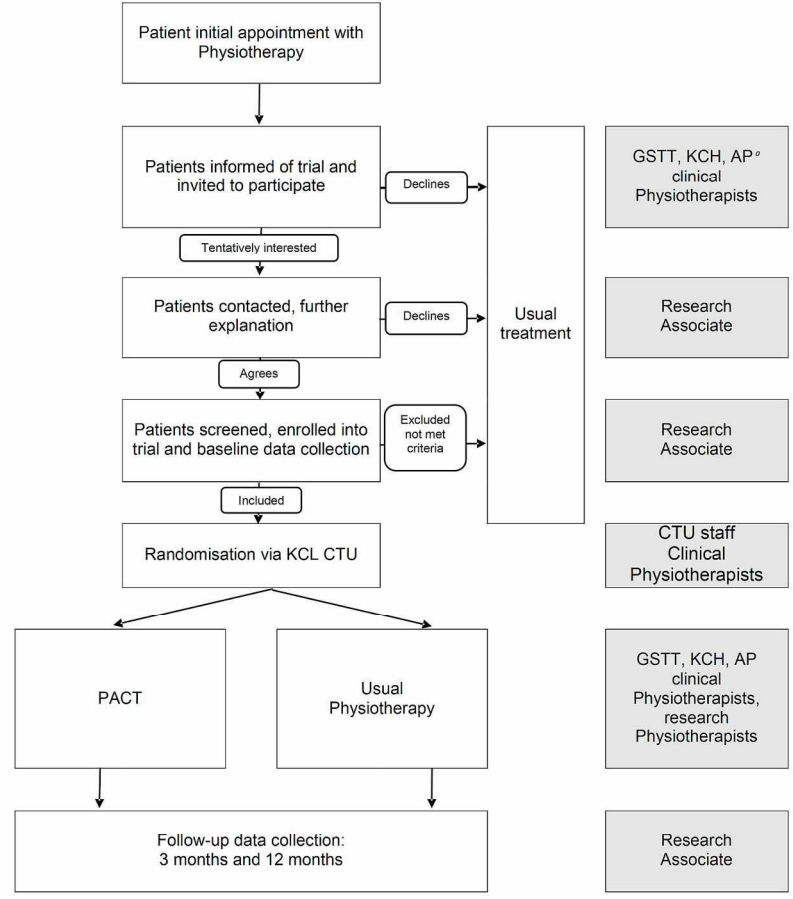 Patient initial appointment with
Physiotherapy
Patients informed of trial and
invited to participate
Declines
GSTT, KCH, AP a
clinical
Physiotherapists
Tentatively interested
Patients contacted, further
explanation
Declines
Usual
treatment
Research
Associate
Agrees
Patients screened, enrolled into
trial and baseline data collection
Excluded
not met
criteria
Research
Associate
Included
Randomisation via KCL CTU
CTU staff
Clinical
Physiotherapists
PACT
Usual
Physiotherapy
GSTT, KCH, AP
clinical
Physiotherapists,
research
Physiotherapists
Follow-up data collection:
3 months and 12 months
Research
Associate